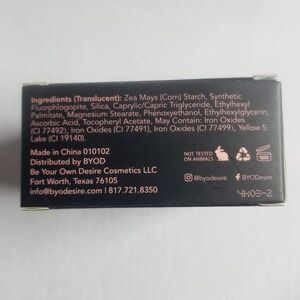 Ingredients (Translucent): Zea Mays (Corn) Starch, Synthetic
Fluorphlogopite, Silica, Caprylic/Capric Triglyceride, Ethylhexyl
Palmitate, Magnesium Stearate, Phenoxyethanol, Ethylhexylglycerin,
Ascorbic Acid, Tocopheryl Acetate, May Contain: Iron Oxides
(CI 77492), Iron Oxides (CI 77491), Iron Oxides (CI 77499), Yellow 5
Lake (CI 19140).
Made in China 010102
Distributed by BYOD
Be Your Own Desire Cosmetics LLC
Fort Worth, Texas 76105
info@byodesire.com | 817.721.8350
NOT TESTED
ON ANIMALS
@byodesire
BYODesire